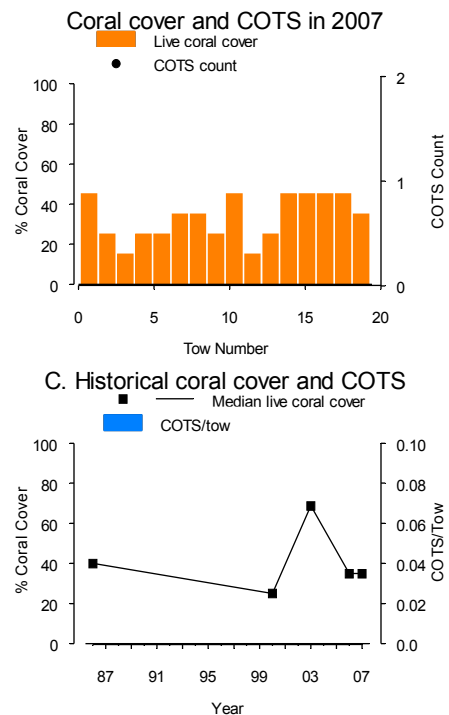 Coral cover and COTS in 2007
Live coral cover
COTS count
100
80
60
40
20
0
% Coral Cover
2
1
0
COTS Count
0 5 10 15 20
Tow Number
C. Historical coral cover and COTS
Median live coral cover
COTS/tow
100
80
60
40
20
0
% Coral Cover
0.10
0.08
0.06
0.04
0.02
0.0
COTS/Tow
87 91 95 99 03 07
Year